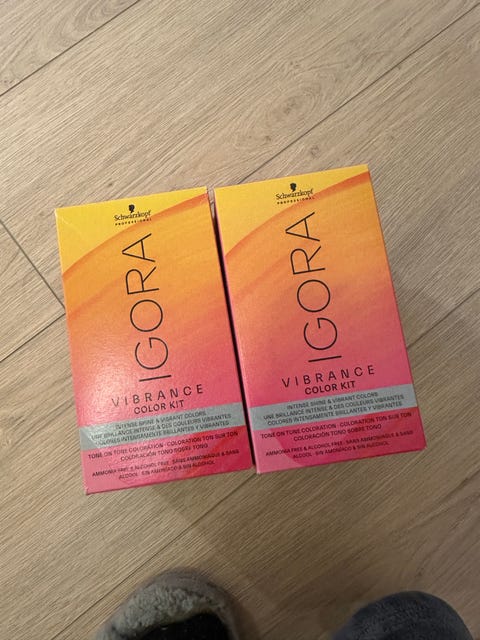 Schwarzkopf
PROFESSIONAL
IGORA
VIBRANCE
COLOR KIT
INTENSE SHINE & VIBRANT COLORS
UNE BRILLANCE INTENSE & DES COULEURS VIBRANTES
COLORES INTENSAMENTE BRILLANTES Y VIBRANTES
TONE ON TONE COLORATION · COLORATION TON SUR TON
COLORACIÓN TONO SOBRE TONO
AMMONIA FREE & ALCOHOL FREE · SANS AMMONIAQUE & SANS
ALCOOL · SIN AMONIACO & SIN ALCOHOL
Schwarzkopf
PROFESSIONAL
IGORA
VIBRANCE
COLOR KIT
INTENSE SHINE & VIBRANT COLORS
UNE BRILLANCE INTENSE & DES COULEURS VIBRANTES
COLORES INTENSAMENTE BRILLANTES Y VIBRANTES
TONE ON TONE COLORATION · COLORATION TON SUR TON
COLORACIÓN TONO SOBRE TONO
AMMONIA FREE & ALCOHOL FREE · SANS AMMONIAQUE & SANS
ALCOOL · SIN AMONIACO & SIN ALCOHOL